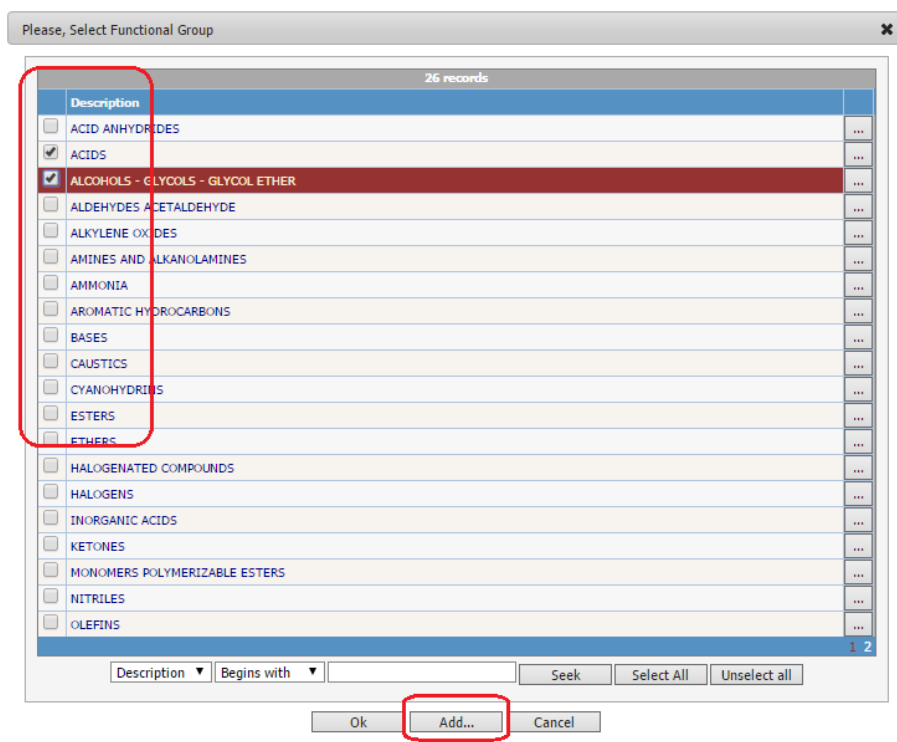 Please, Select Functional Group
26 records
Description
ACID ANHYDRIDES ...
ACIDS ...
ALCOHOLS - GLYCOLS - GLYCOL ETHER ...
ALDEHYDES ACETALDEHYDE ...
ALKYLENE OXIDES ...
AMINES AND ALKANOLAMINES ...
AMMONIA ...
AROMATIC HYDROCARBONS ...
BASES ...
CAUSTICS ...
CYANOHYDRINS ...
ESTERS ...
ETHERS ...
HALOGENATED COMPOUNDS ...
HALOGENS ...
INORGANIC ACIDS ...
KETONES ...
MONOMERS POLYMERIZABLE ESTERS ...
NITRILES ...
OLEFINS ...
1 2
Description Begins with Seek Select All Unselect all
Ok Add... Cancel